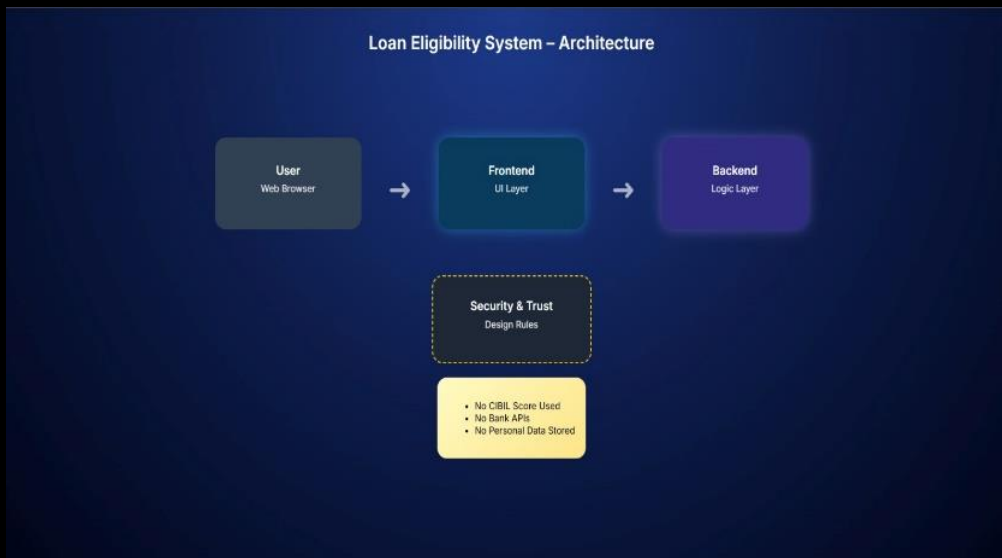 Loan Eligibility System – Architecture
User
Web Browser
→
Frontend
UI Layer
→
Backend
Logic Layer
Security & Trust
Design Rules
• No CIBIL Score Used
• No Bank APIs
• No Personal Data Stored